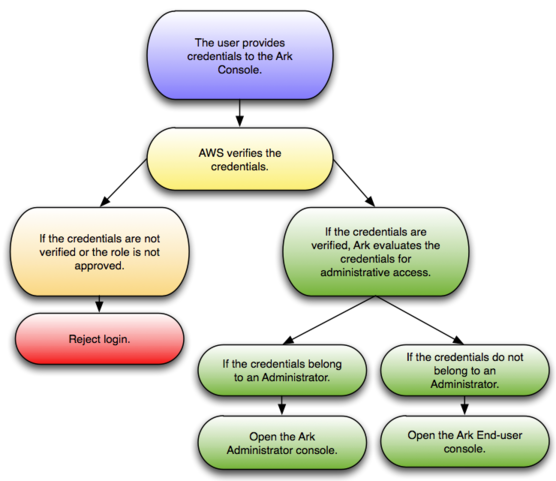 The user provides
credentials to the Ark
Console.
AWS verifies the
credentials.
If the credentials are not
verified or the role is not
approved.
If the credentials are
verified, Ark evaluates the
credentials for
administrative access.
Reject login.
If the credentials belong
to an Administrator.
If the credentials do not
belong to an
Administrator.
Open the Ark
Administrator console.
Open the Ark End-user
console.